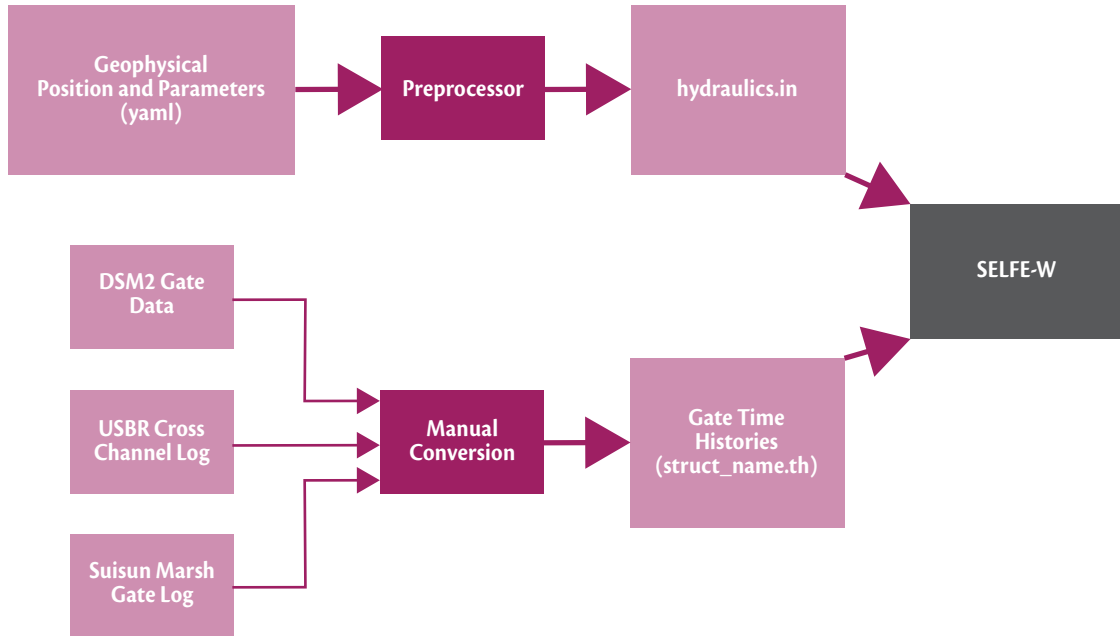 Geophysical
Position and Parameters
(yaml)
Preprocessor
hydraulics.in
SELFE-W
DSM2 Gate
Data
USBR Cross
Channel Log
Suisun Marsh
Gate Log
Manual
Conversion
Gate Time
Histories
(struct_name.th)